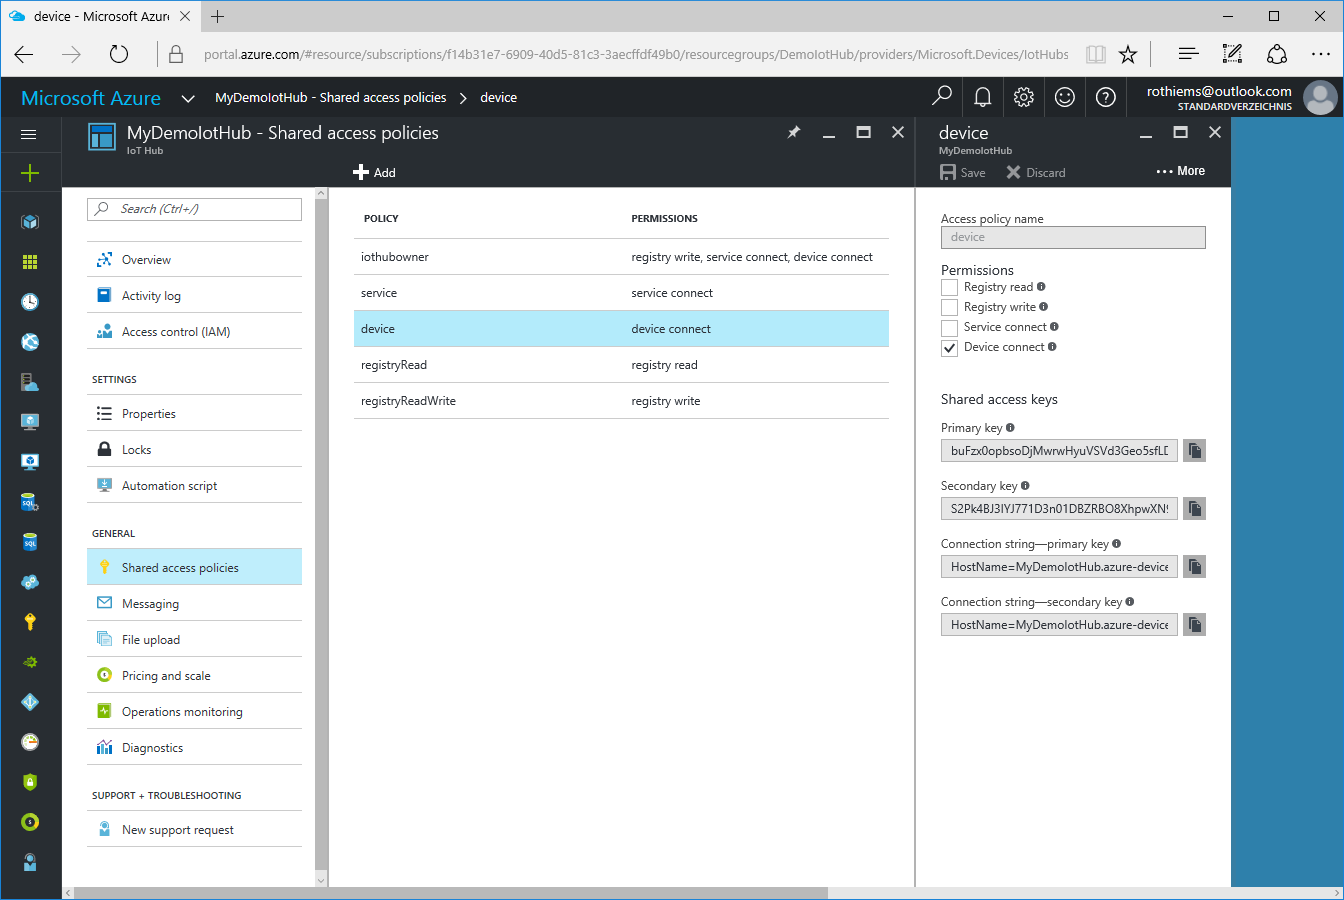 device - Microsoft Azure
portal.azure.com/#resource/subscriptions/f14b31e7-6909-40d5-81c3-3aecffdf49b0/resourcegroups/DemoIotHub/providers/Microsoft.Devices/IotHubs
Microsoft Azure
MyDemoIotHub - Shared access policies > device
rothiems@outlook.com
STANDARDVERZEICHNIS
MyDemoIotHub - Shared access policies
IoT Hub
Add
Search (Ctrl+/)
Overview
Activity log
Access control (IAM)
SETTINGS
Properties
Locks
Automation script
GENERAL
Shared access policies
Messaging
File upload
Pricing and scale
Operations monitoring
Diagnostics
SUPPORT + TROUBLESHOOTING
New support request
POLICY PERMISSIONS
iothubowner registry write, service connect, device connect
service service connect
device device connect
registryRead registry read
registryReadWrite registry write
device
MyDemoIotHub
Save Discard ••• More
Access policy name
device
Permissions
Registry read
Registry write
Service connect
Device connect
Shared access keys
Primary key
buFzx0opbsoDjMwrwHyuVSVd3Geo5sfLD
Secondary key
S2Pk4BJ3IYJ771D3n01DBZRBO8XhpwXN9
Connection string—primary key
HostName=MyDemoIotHub.azure-device
Connection string—secondary key
HostName=MyDemoIotHub.azure-device